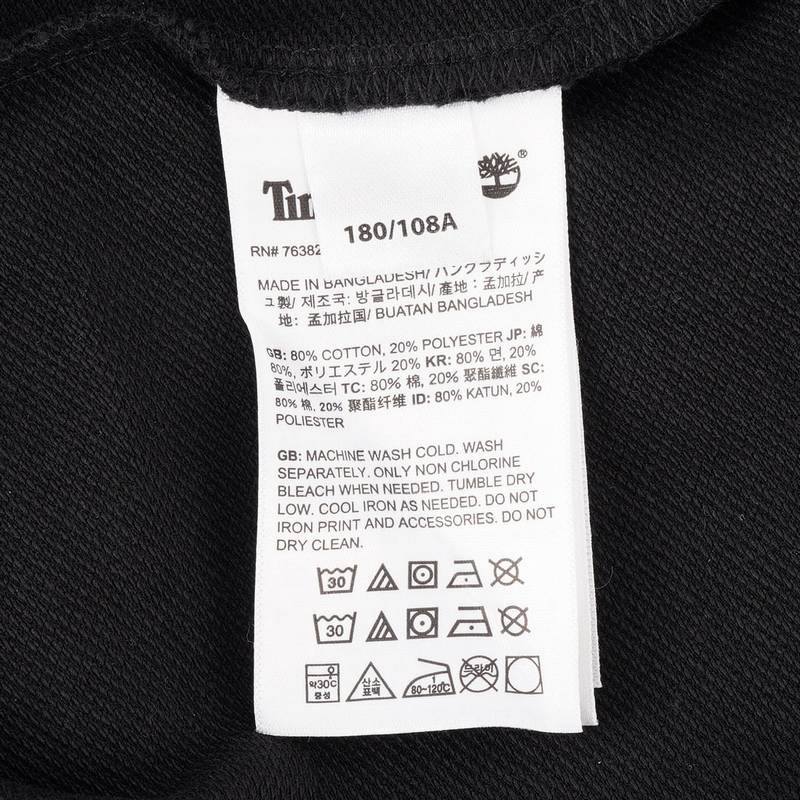 Tim
®
180/108A
RN# 76382
MADE IN BANGLADESH/ バングラディッシ
ュ製/ 제조국: 방글라데시/ 產地：孟加拉/ 产
地：孟加拉国/ BUATAN BANGLADESH
GB: 80% COTTON, 20% POLYESTER JP: 綿
80%, ポリエステル 20% KR: 80% 면, 20%
폴리에스터 TC: 80% 棉, 20% 聚酯纖維 SC:
80% 棉, 20% 聚酯纤维 ID: 80% KATUN, 20%
POLIESTER
GB: MACHINE WASH COLD. WASH
SEPARATELY. ONLY NON CHLORINE
BLEACH WHEN NEEDED. TUMBLE DRY
LOW. COOL IRON AS NEEDED. DO NOT
IRON PRINT AND ACCESSORIES. DO NOT
DRY CLEAN.
30
30
약30°C
중성
산소
표백
80~120°C
드라이